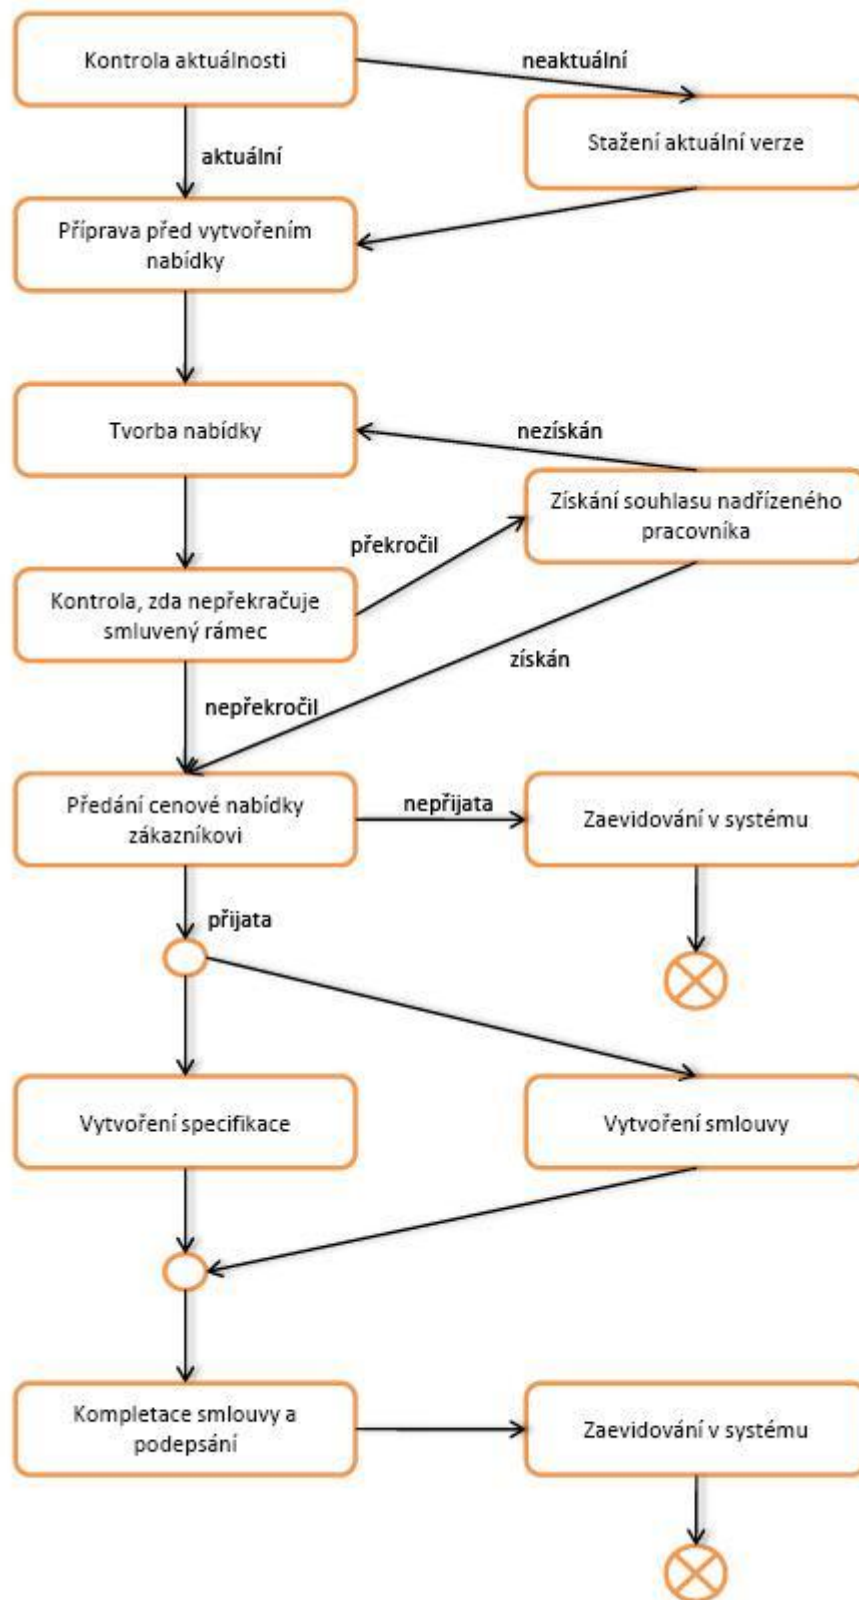 Kontrola aktuálnosti
neaktuální
Stažení aktuální verze
aktuální
Příprava před vytvořením
nabídky
Tvorba nabídky
nezískán
Získání souhlasu nadřízeného
pracovníka
překročil
Kontrola, zda nepřekračuje
smluvený rámec
získán
nepřekročil
Předání cenové nabídky
zákazníkovi
nepřijata
Zaevidování v systému
přijata
Vytvoření specifikace
Vytvoření smlouvy
Kompletace smlouvy a
podepsání
Zaevidování v systému